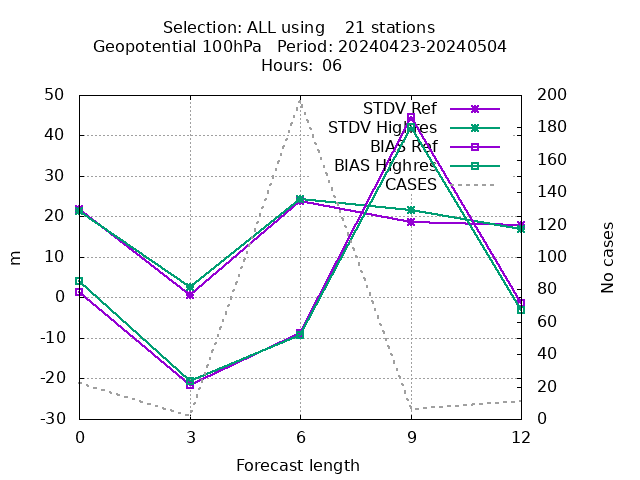 Selection: ALL using    21 stations
Geopotential 100hPa   Period: 20240423-20240504
Hours: 06
STDV Ref
STDV Highres
BIAS Ref
BIAS Highres
CASES
50
40
30
20
10
0
-10
-20
-30
m
200
180
160
140
120
100
80
60
40
20
0
No cases
0 3 6 9 12
Forecast length